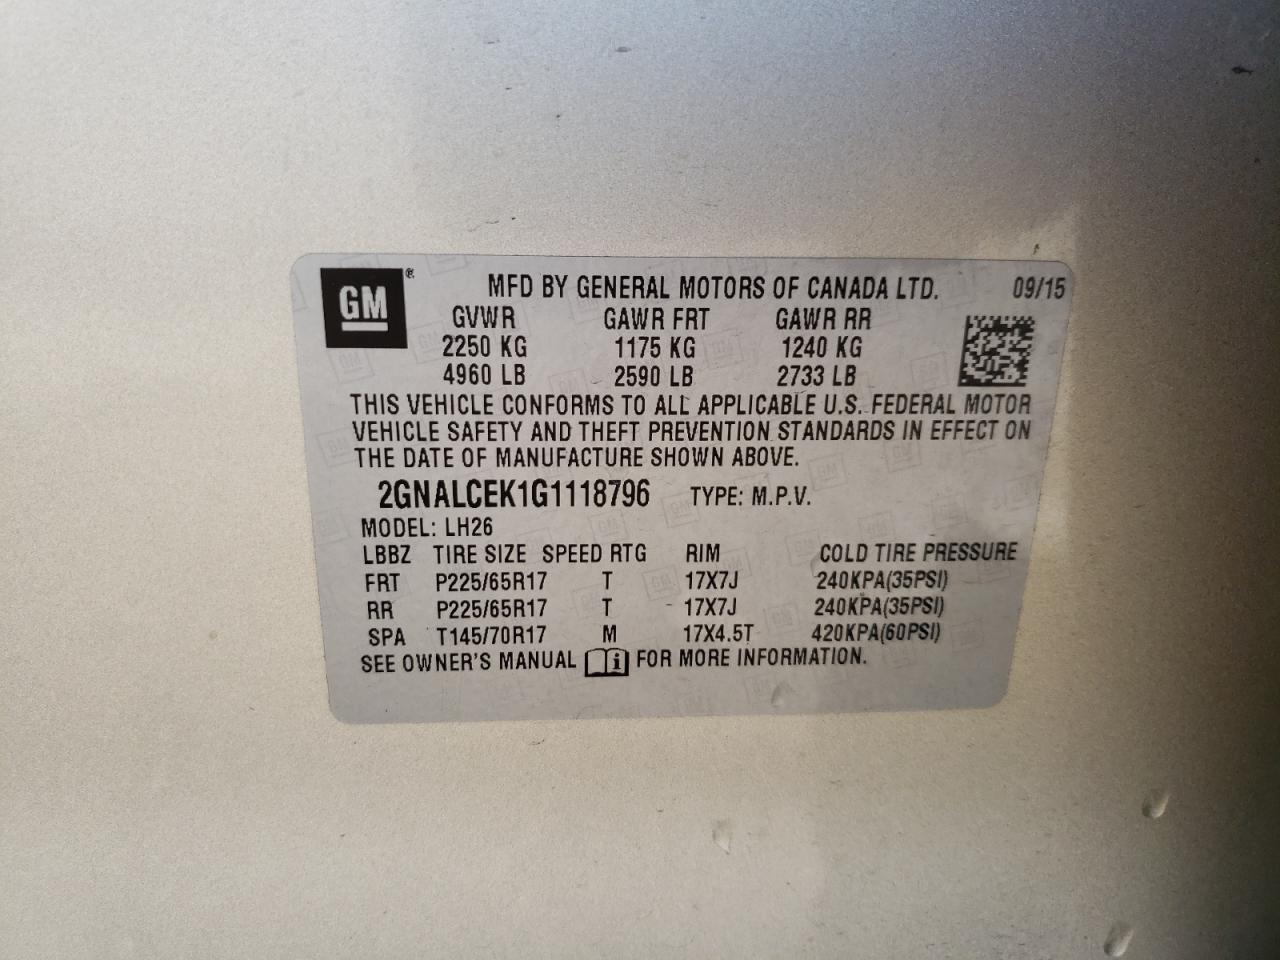 GM ® MFD BY GENERAL MOTORS OF CANADA LTD. 09/15
GVWR GAWR FRT GAWR RR
2250 KG 1175 KG 1240 KG
4960 LB 2590 LB 2733 LB
THIS VEHICLE CONFORMS TO ALL APPLICABLE U.S. FEDERAL MOTOR
VEHICLE SAFETY AND THEFT PREVENTION STANDARDS IN EFFECT ON
THE DATE OF MANUFACTURE SHOWN ABOVE.
2GNALCEK1G1118796 TYPE: M.P.V.
MODEL: LH26
LBBZ TIRE SIZE SPEED RTG RIM COLD TIRE PRESSURE
FRT P225/65R17 T 17X7J 240KPA(35PSI)
RR P225/65R17 T 17X7J 240KPA(35PSI)
SPA T145/70R17 M 17X4.5T 420KPA(60PSI)
SEE OWNER'S MANUAL i FOR MORE INFORMATION.